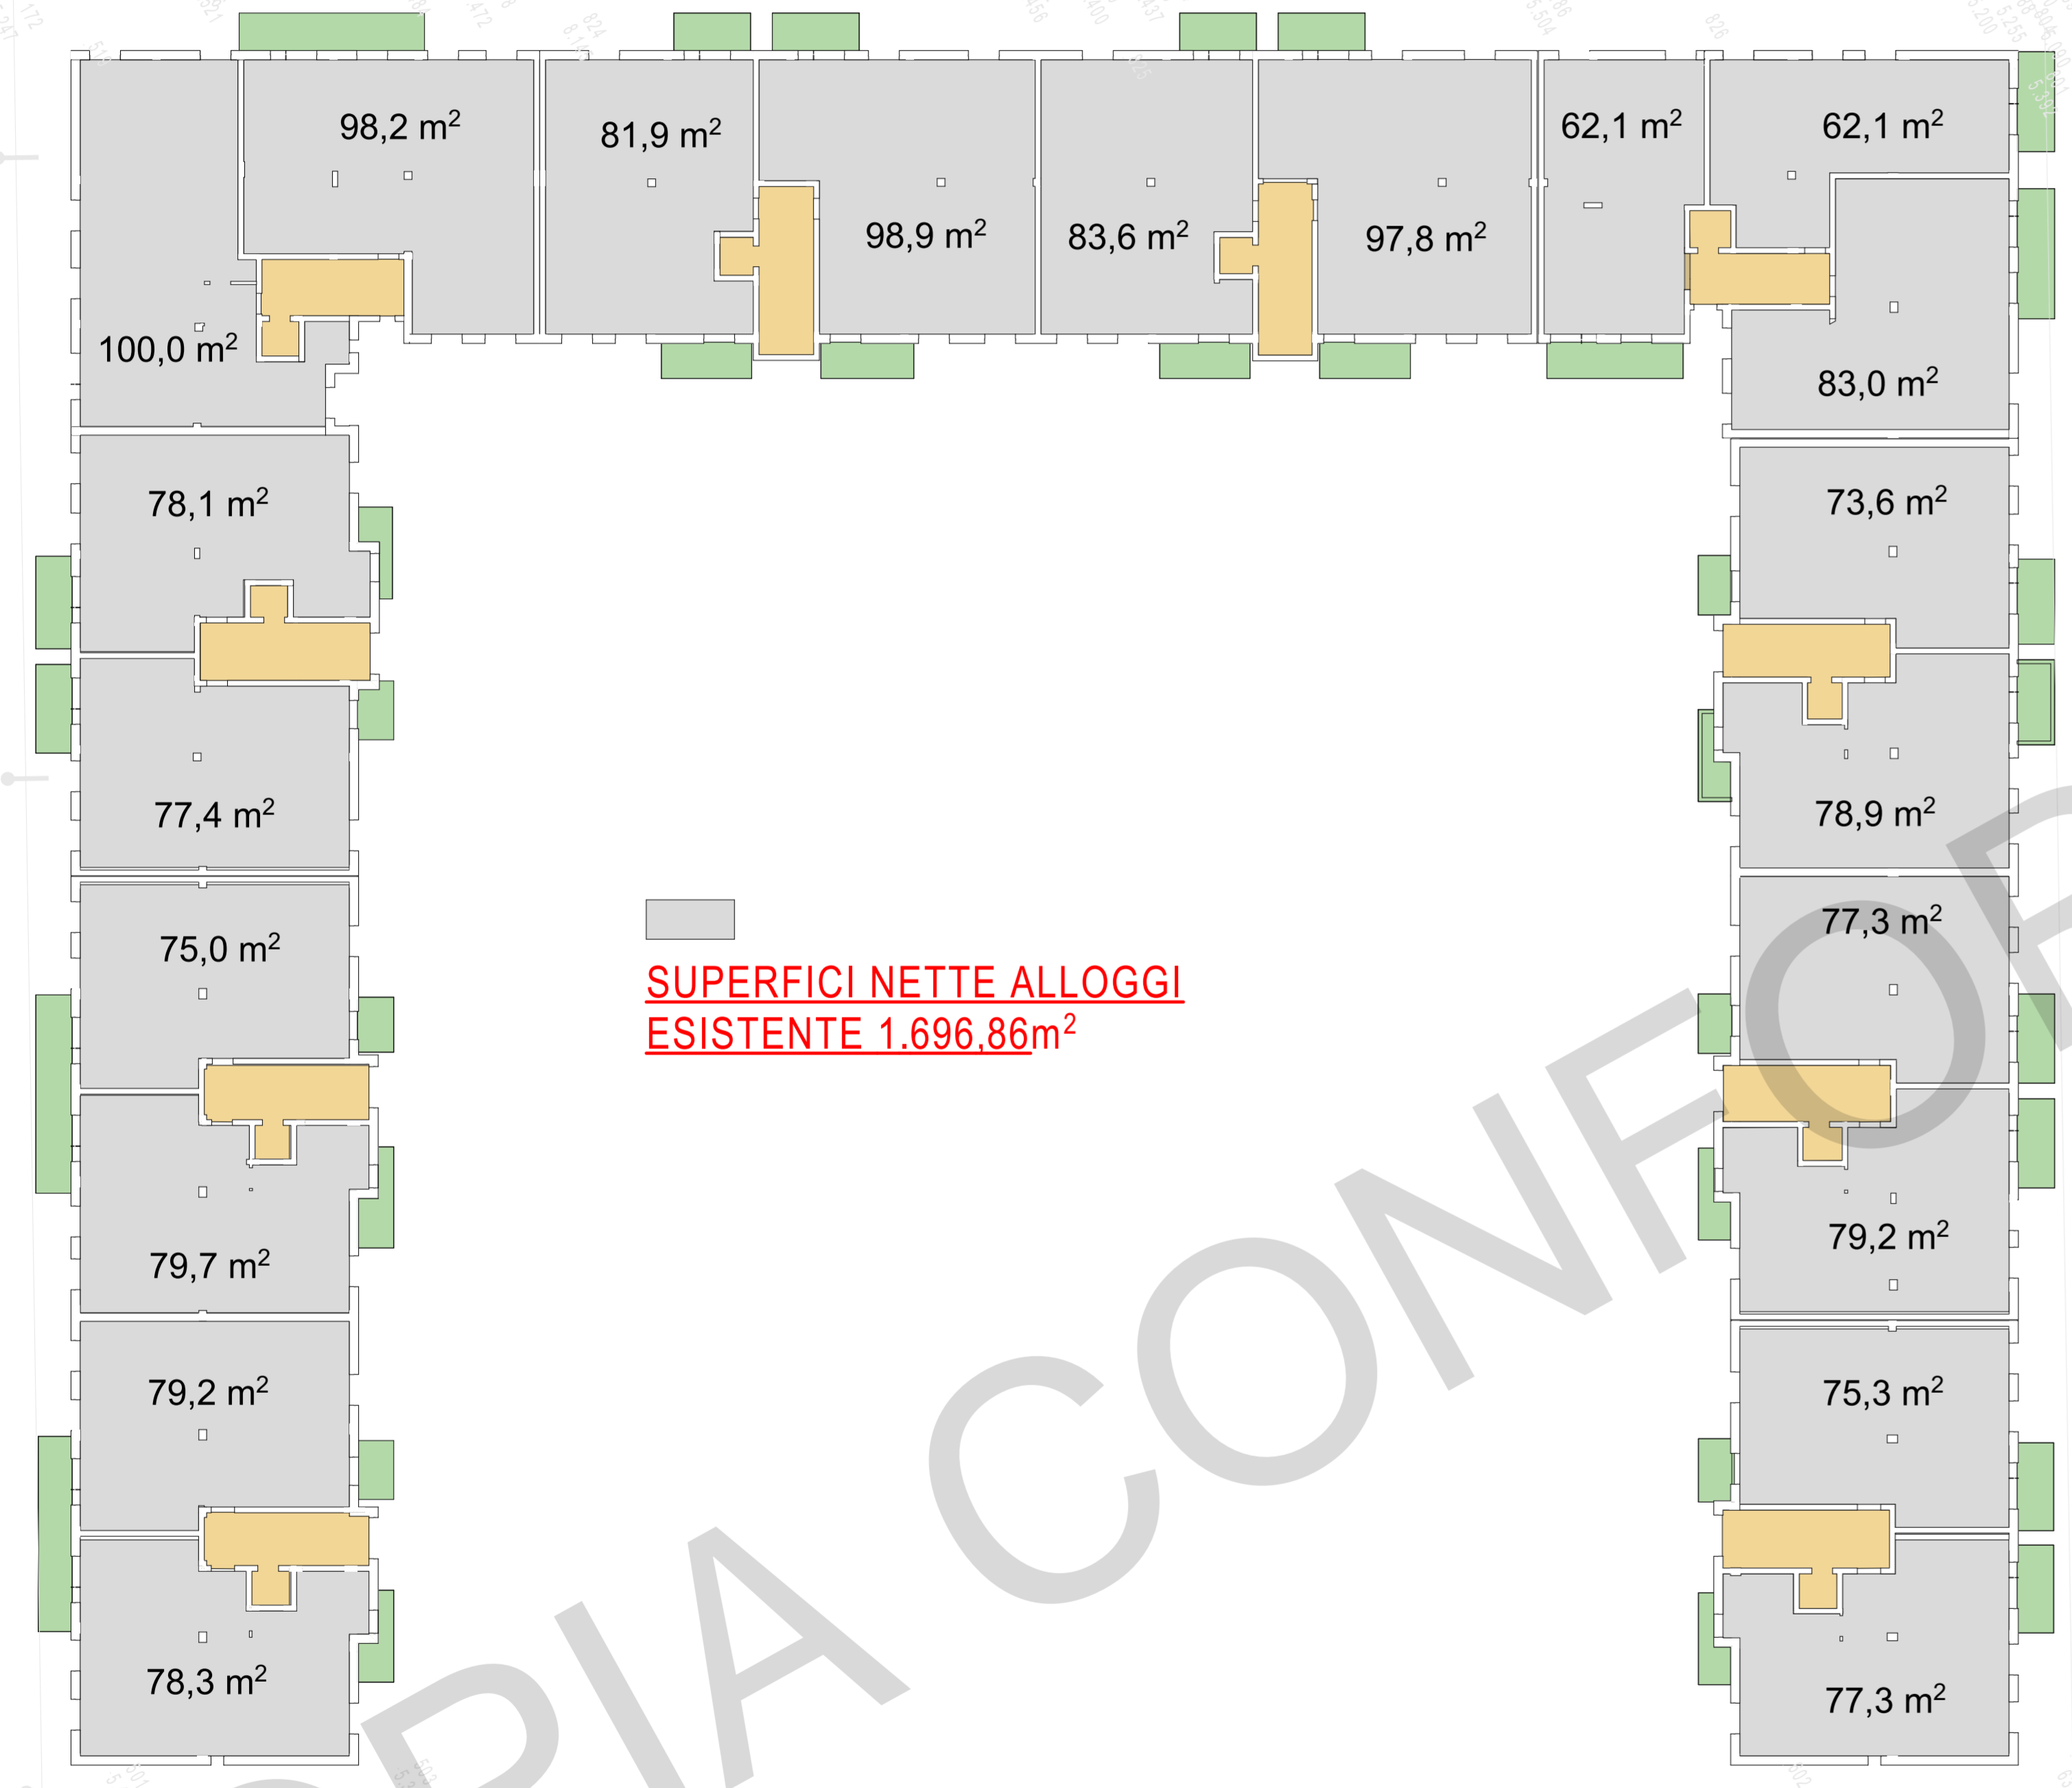 98,2 m²
81,9 m²
62,1 m²
62,1 m²
98,9 m²
83,6 m²
97,8 m²
100,0 m²
83,0 m²
78,1 m²
73,6 m²
77,4 m²
78,9 m²
75,0 m²
77,3 m²
SUPERFICI NETTE ALLOGGI
ESISTENTE 1.696,86m²
79,7 m²
79,2 m²
79,2 m²
75,3 m²
78,3 m²
77,3 m²
PIA CONFOR